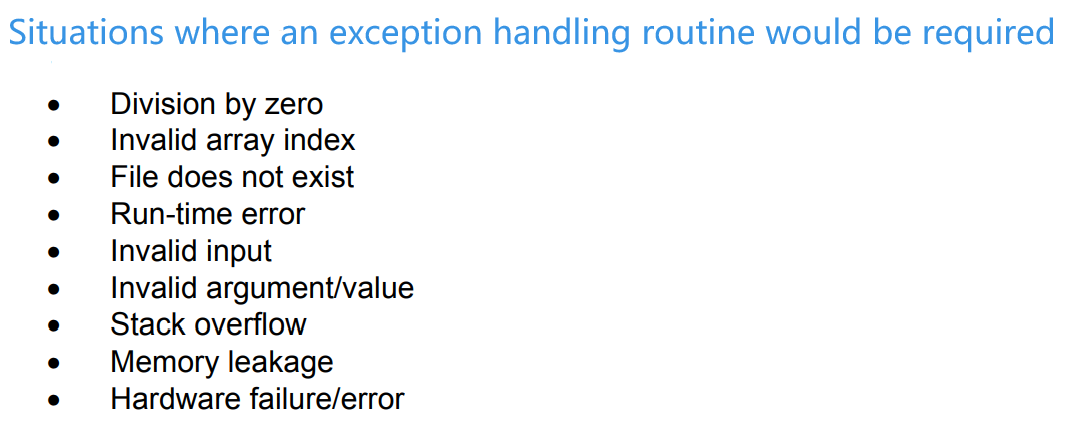 Situations where an exception handling routine would be required
• Division by zero
• Invalid array index
• File does not exist
• Run-time error
• Invalid input
• Invalid argument/value
• Stack overflow
• Memory leakage
• Hardware failure/error